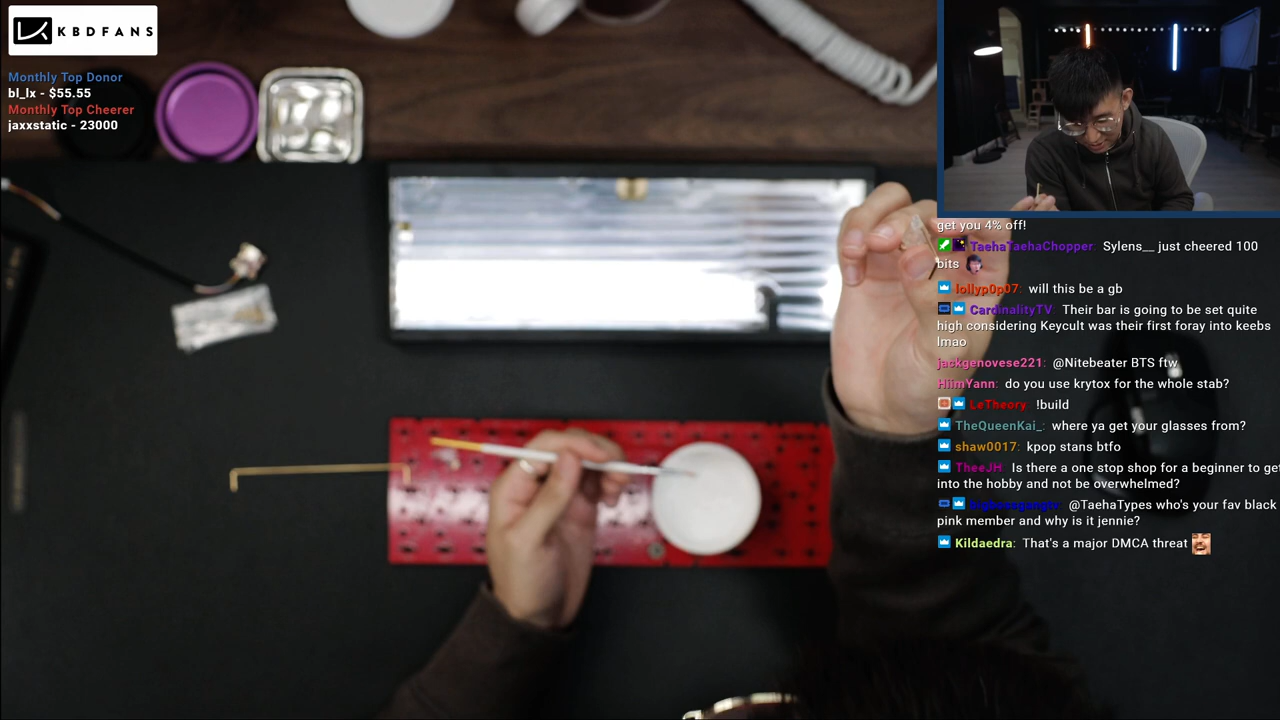 KBDFANS
Monthly Top Donor
bl_lx - $55.55
Monthly Top Cheerer
jaxxstatic - 23000
get you 4% off!
TaehaTaehaChopper: Sylens__ just cheered 100
bits
lollyp0p07: will this be a gb
CardinalityTV: Their bar is going to be set quite
high considering Keycult was their first foray into keebs
lmao
jackgenovese221: @Nitebeater BTS ftw
HiimYann: do you use krytox for the whole stab?
LeTheory: !build
TheQueenKai_: where ya get your glasses from?
shaw0017: kpop stans btfo
TheeJH: Is there a one stop shop for a beginner to get
into the hobby and not be overwhelmed?
@TaehaTypes who's your fav black
pink member and why is it jennie?
Kildaedra: That's a major DMCA threat